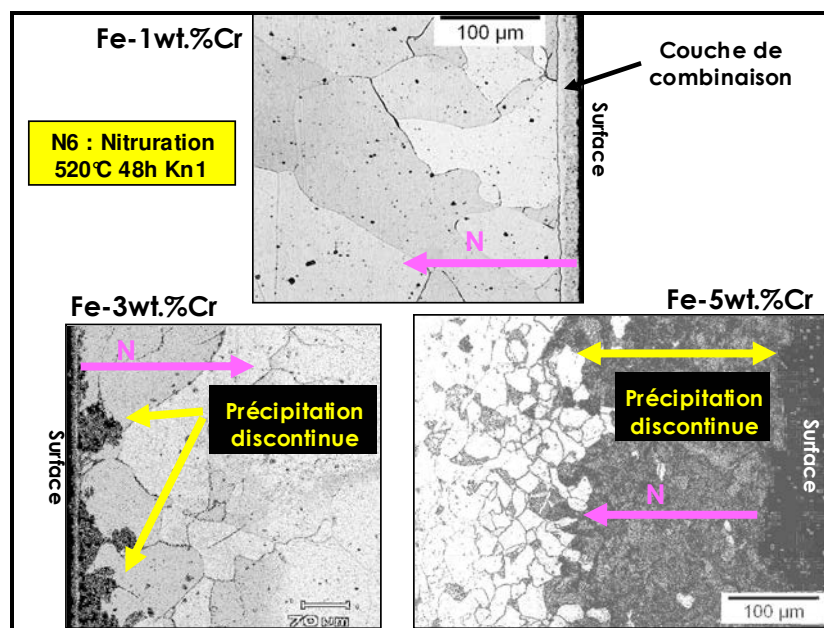 Fe-1wt.%Cr
100 µm
Couche de
combinaison
Surface
N6 : Nitruration
520°C 48h Kn1
N
Fe-3wt.%Cr
Fe-5wt.%Cr
N
Précipitation
discontinue
Surface
Précipitation
discontinue
N
Surface
100 µm